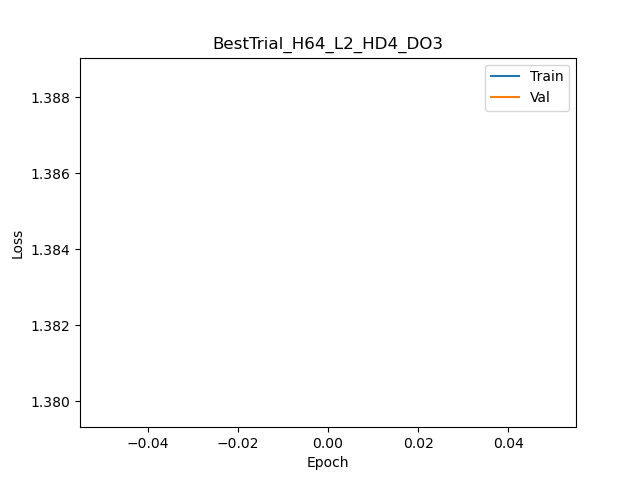 BestTrial_H64_L2_HD4_DO3
Train
Val
1.388
1.386
1.384
1.382
1.380
Loss
−0.04 −0.02 0.00 0.02 0.04
Epoch